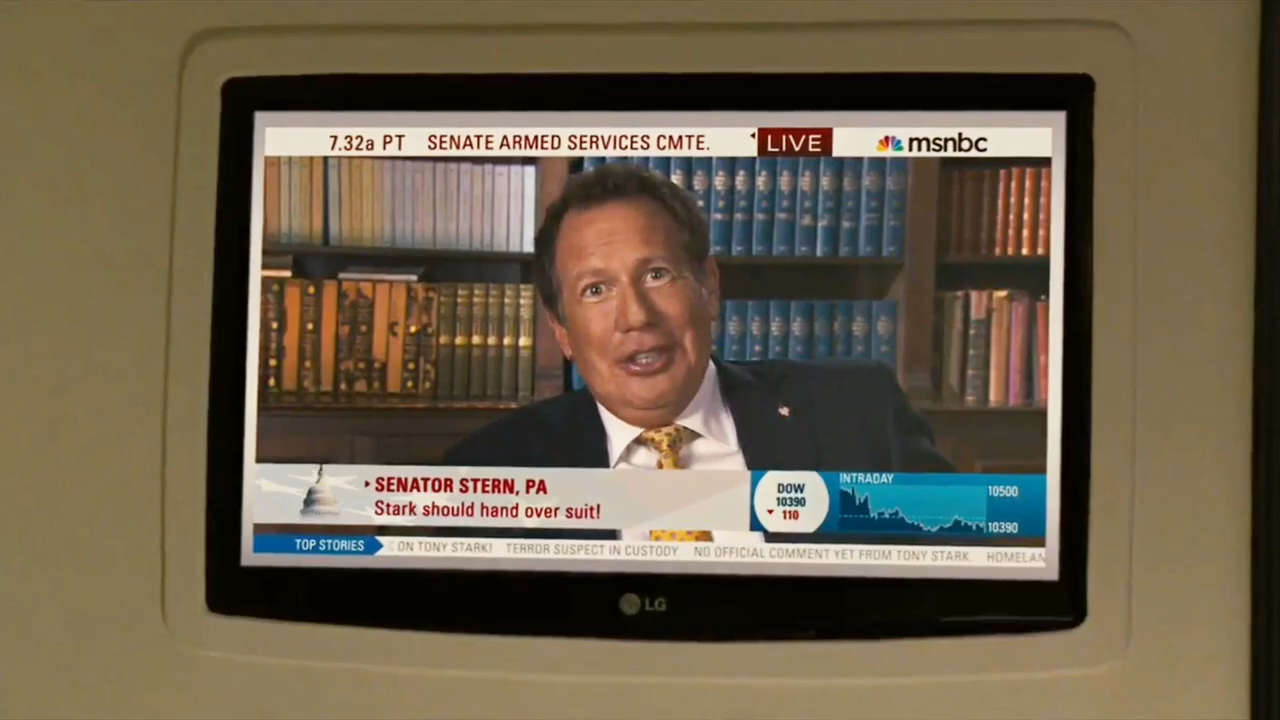 7.32a PT SENATE ARMED SERVICES CMTE. LIVE msnbc
SENATOR STERN, PA
Stark should hand over suit!
DOW
10390
110
INTRADAY
10500
10390
TOP STORIES ON TONY STARK! TERROR SUSPECT IN CUSTODY. NO OFFICIAL COMMENT YET FROM TONY STARK. HOMELAN
LG